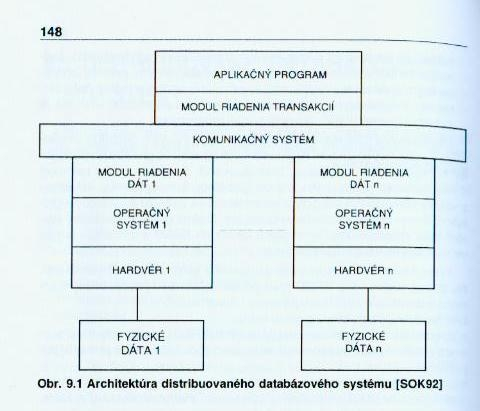 148
APLIKAČNÝ PROGRAM
MODUL RIADENIA TRANSAKCIÍ
KOMUNIKAČNÝ SYSTÉM
MODUL RIADENIA
DÁT 1
OPERAČNÝ
SYSTÉM 1
HARDVÉR 1
FYZICKÉ
DÁTA 1
MODUL RIADENIA
DÁT n
OPERAČNÝ
SYSTÉM n
HARDVÉR n
FYZICKÉ
DÁTA n
Obr. 9.1 Architektúra distribuovaného databázového systému [SOK92]